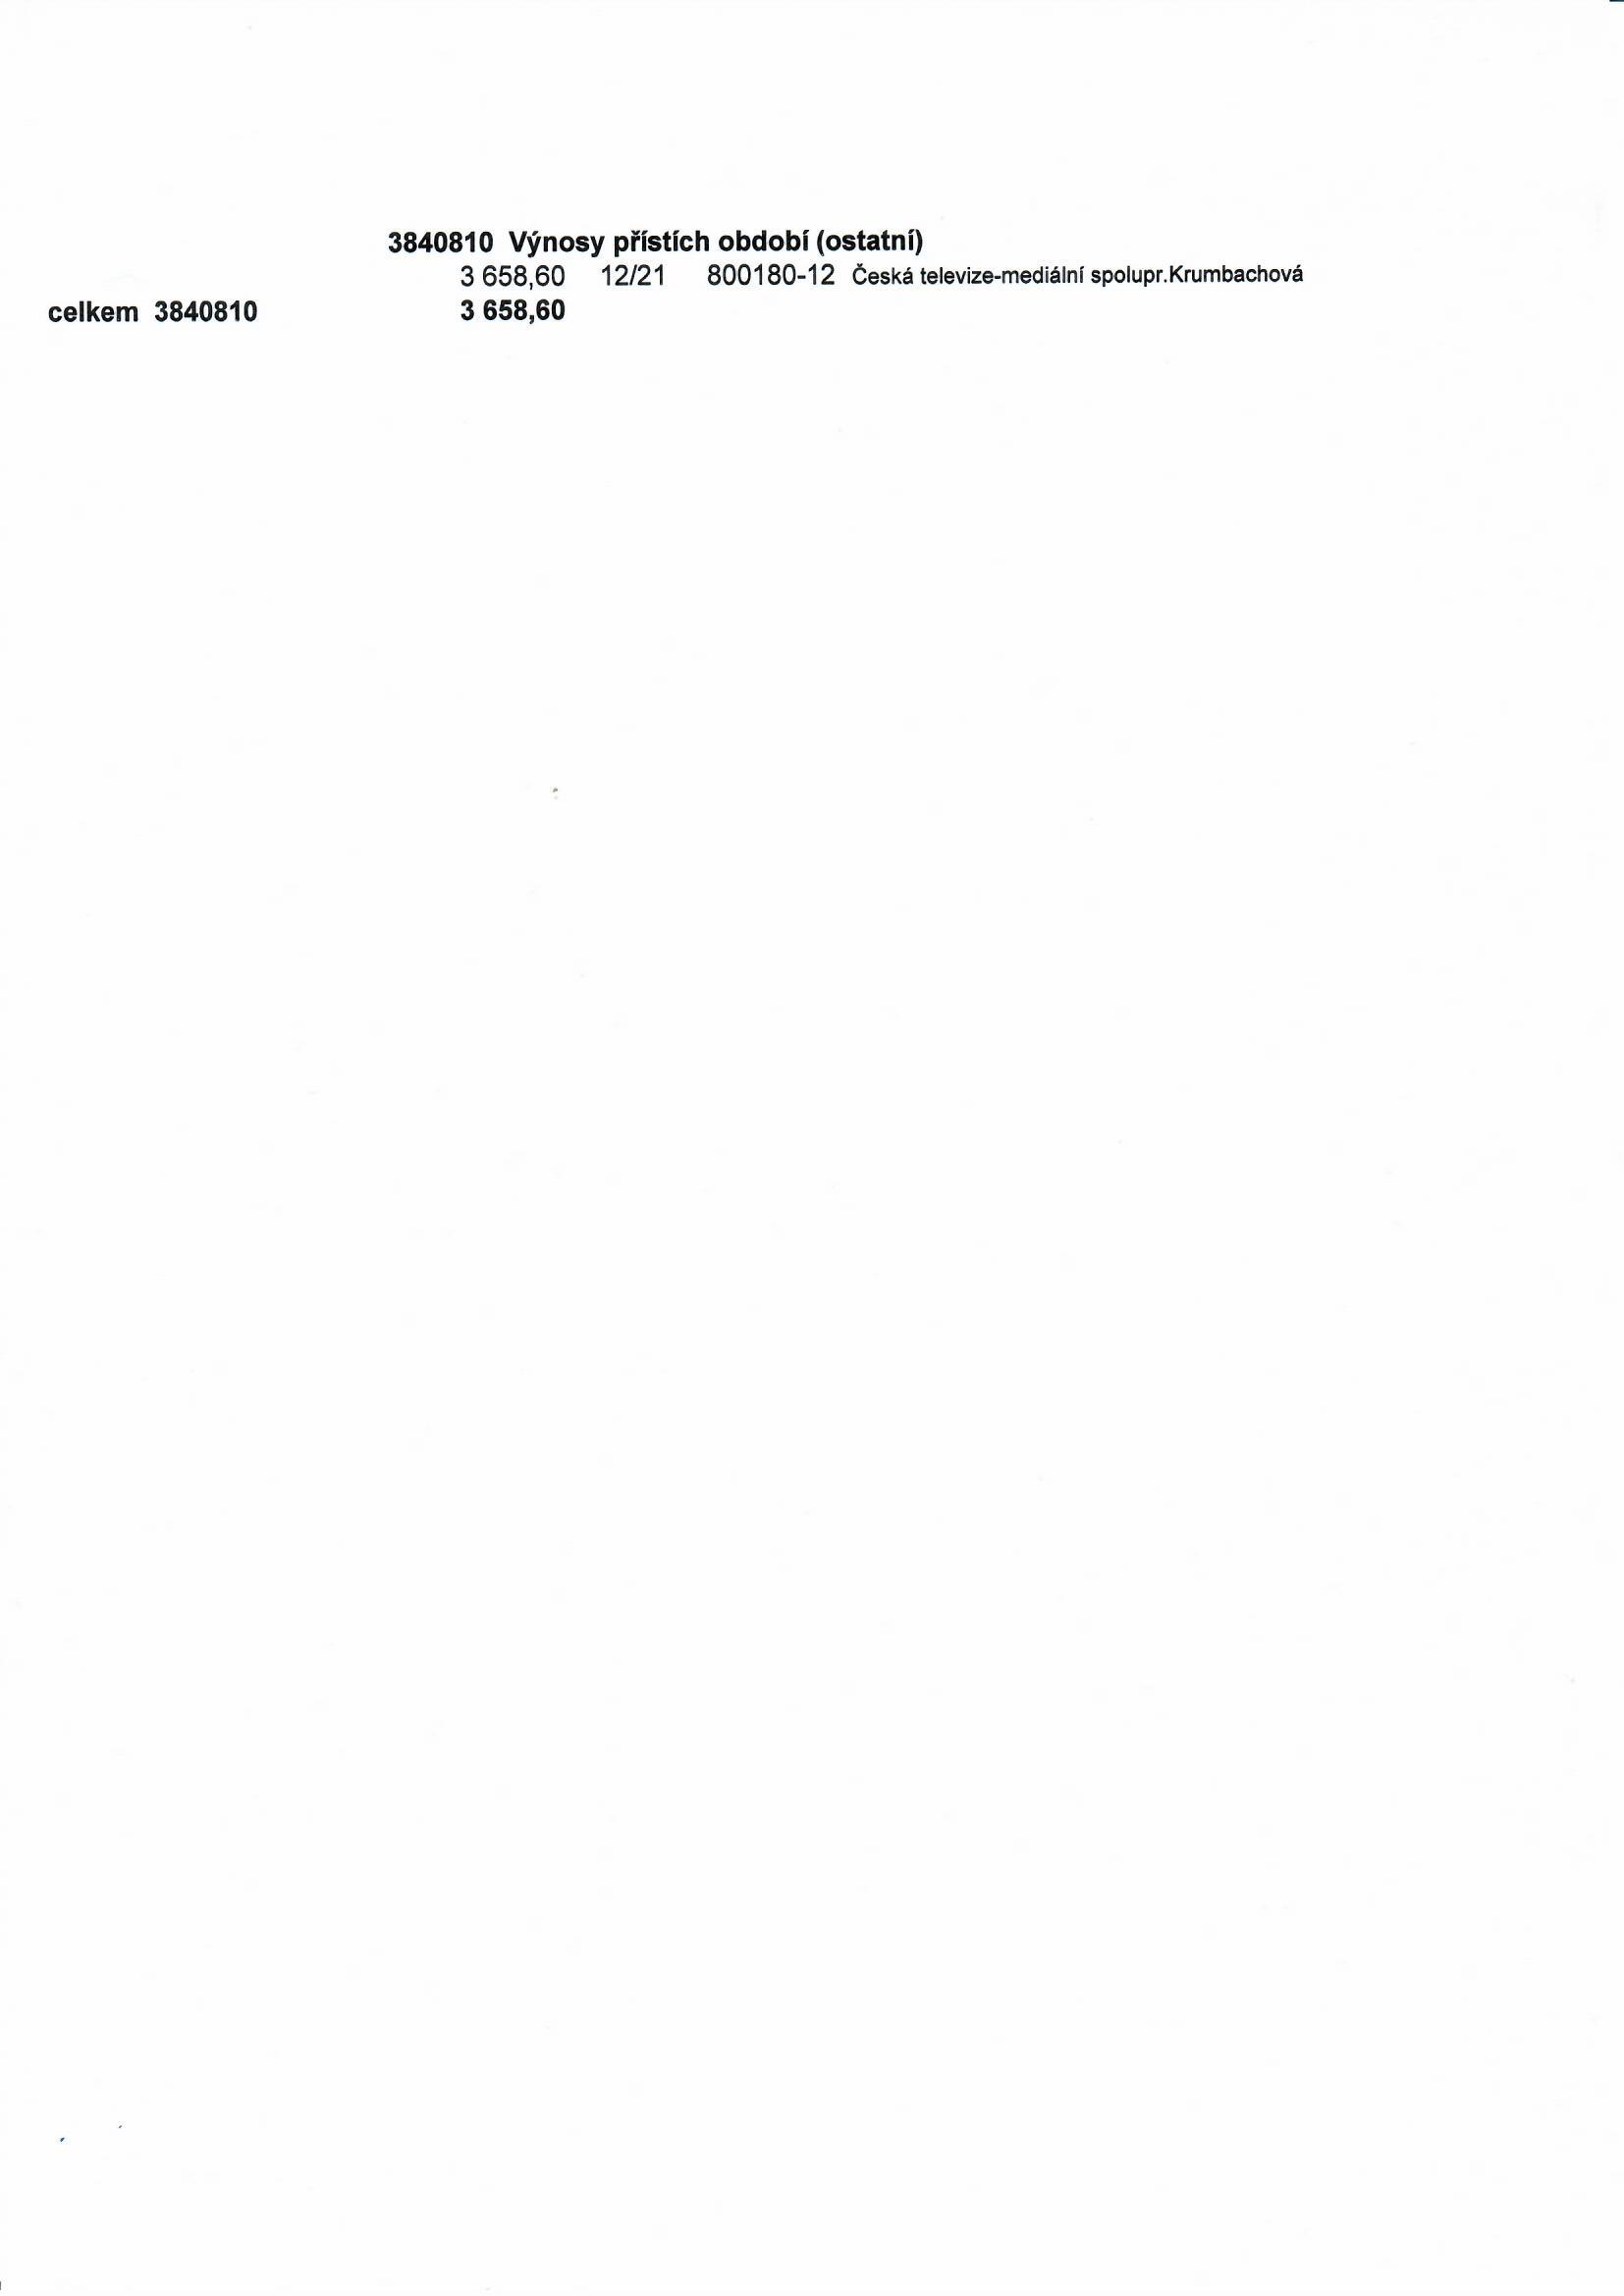 3840810 Výnosy přístích období (ostatní)
3 658,60 12/21 800180-12 Česká televize-mediální spolupr.Krumbachová
celkem 3840810 3 658,60